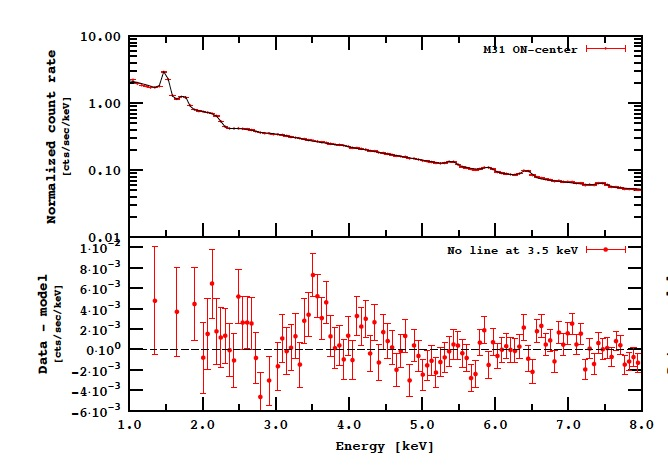 10.00
M31 ON-center
1.00
0.10
0.01
Normalized count rate
[cts/sec/keV]
1·10⁻²
No line at 3.5 keV
8·10⁻³
6·10⁻³
4·10⁻³
2·10⁻³
0·10⁰
-2·10⁻³
-4·10⁻³
-6·10⁻³
Data - model
[cts/sec/keV]
1.0 2.0 3.0 4.0 5.0 6.0 7.0 8.0
Energy [keV]